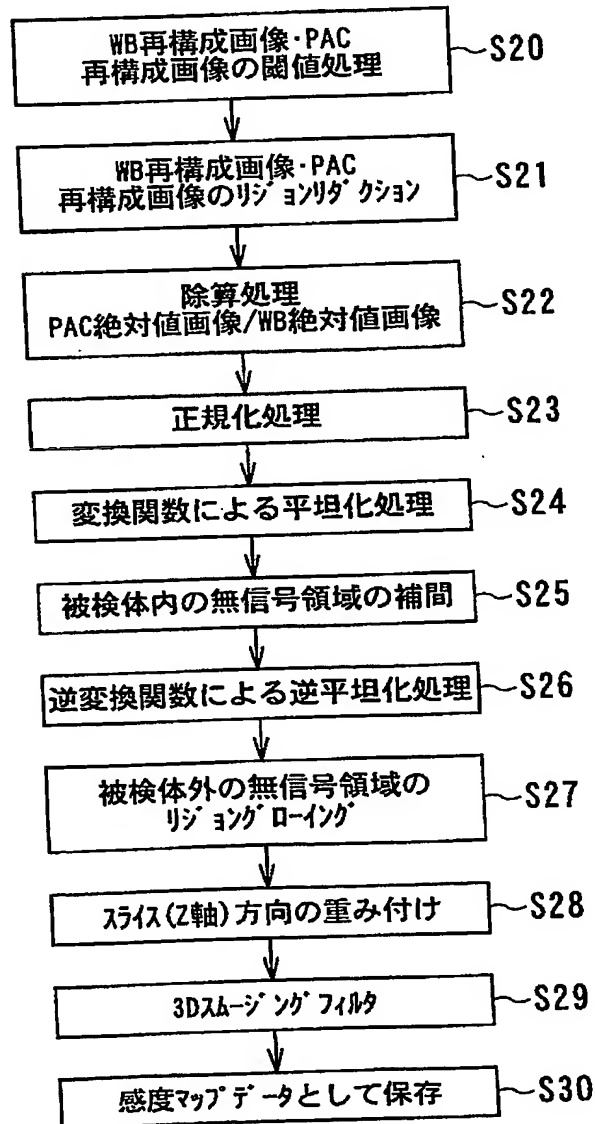 WB再構成画像・PAC
再構成画像の閾値処理
S20
WB再構成画像・PAC
再構成画像のﾘｼﾞｮﾝﾘﾀﾞｸｼｮﾝ
S21
除算処理
PAC絶対値画像/WB絶対値画像
S22
正規化処理
S23
変換関数による平坦化処理
S24
被検体内の無信号領域の補間
S25
逆変換関数による逆平坦化処理
S26
被検体外の無信号領域の
ﾘｼﾞｮﾝｸﾞﾛｰｲﾝｸﾞ
S27
ｽﾗｲｽ(Z軸)方向の重み付け
S28
3Dｽﾑｰｼﾞﾝｸﾞﾌｨﾙﾀ
S29
感度ﾏｯﾌﾟﾃﾞｰﾀとして保存
S30